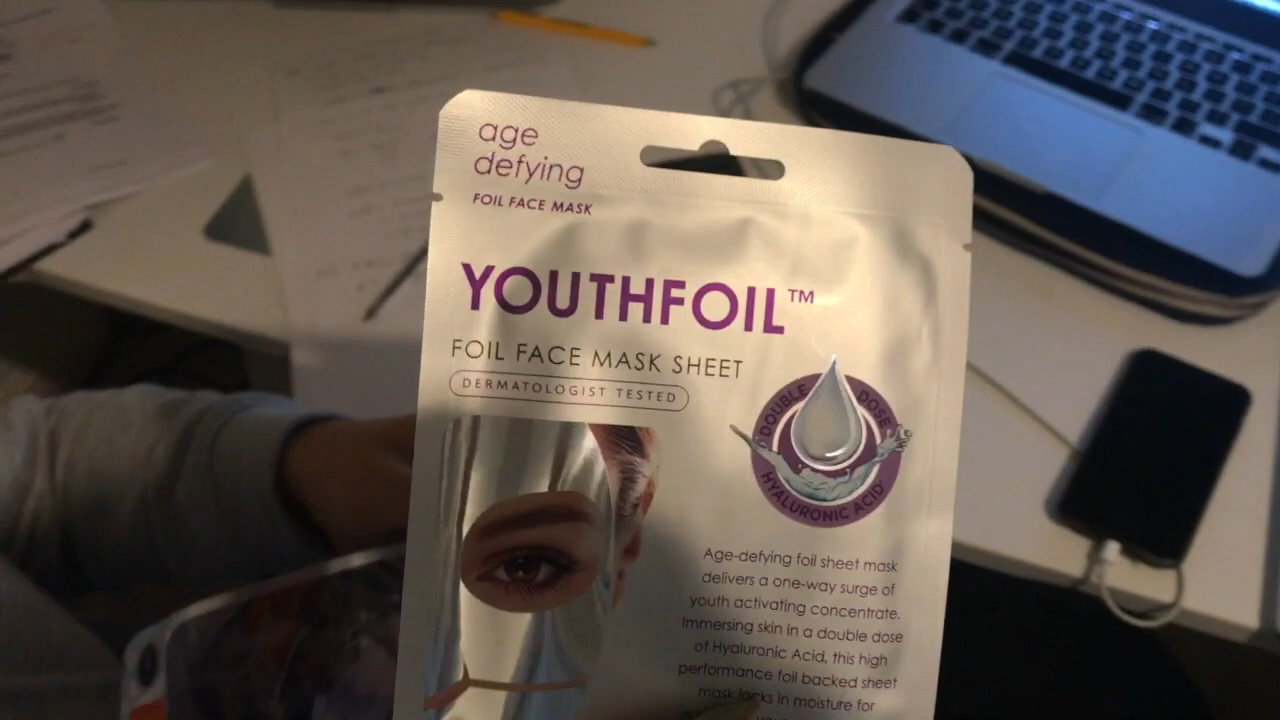 age
defying
FOIL FACE MASK
YOUTHFOIL™
FOIL FACE MASK SHEET
DERMATOLOGIST TESTED
DOUBLE DOSE
HYALURONIC ACID
Age-defying foil sheet mask
delivers a one-way surge of
youth activating concentrate.
Immersing skin in a double dose
of Hyaluronic Acid, this high
performance foil backed sheet
mask locks in moisture for